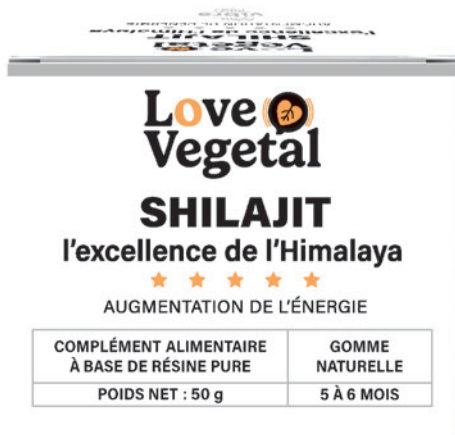 Love
Vegetal
SHILAJIT
l'excellence de l'Himalaya
AUGMENTATION DE L'ÉNERGIE
COMPLÉMENT ALIMENTAIRE
À BASE DE RÉSINE PURE
GOMME
NATURELLE
POIDS NET : 50 g
5 À 6 MOIS